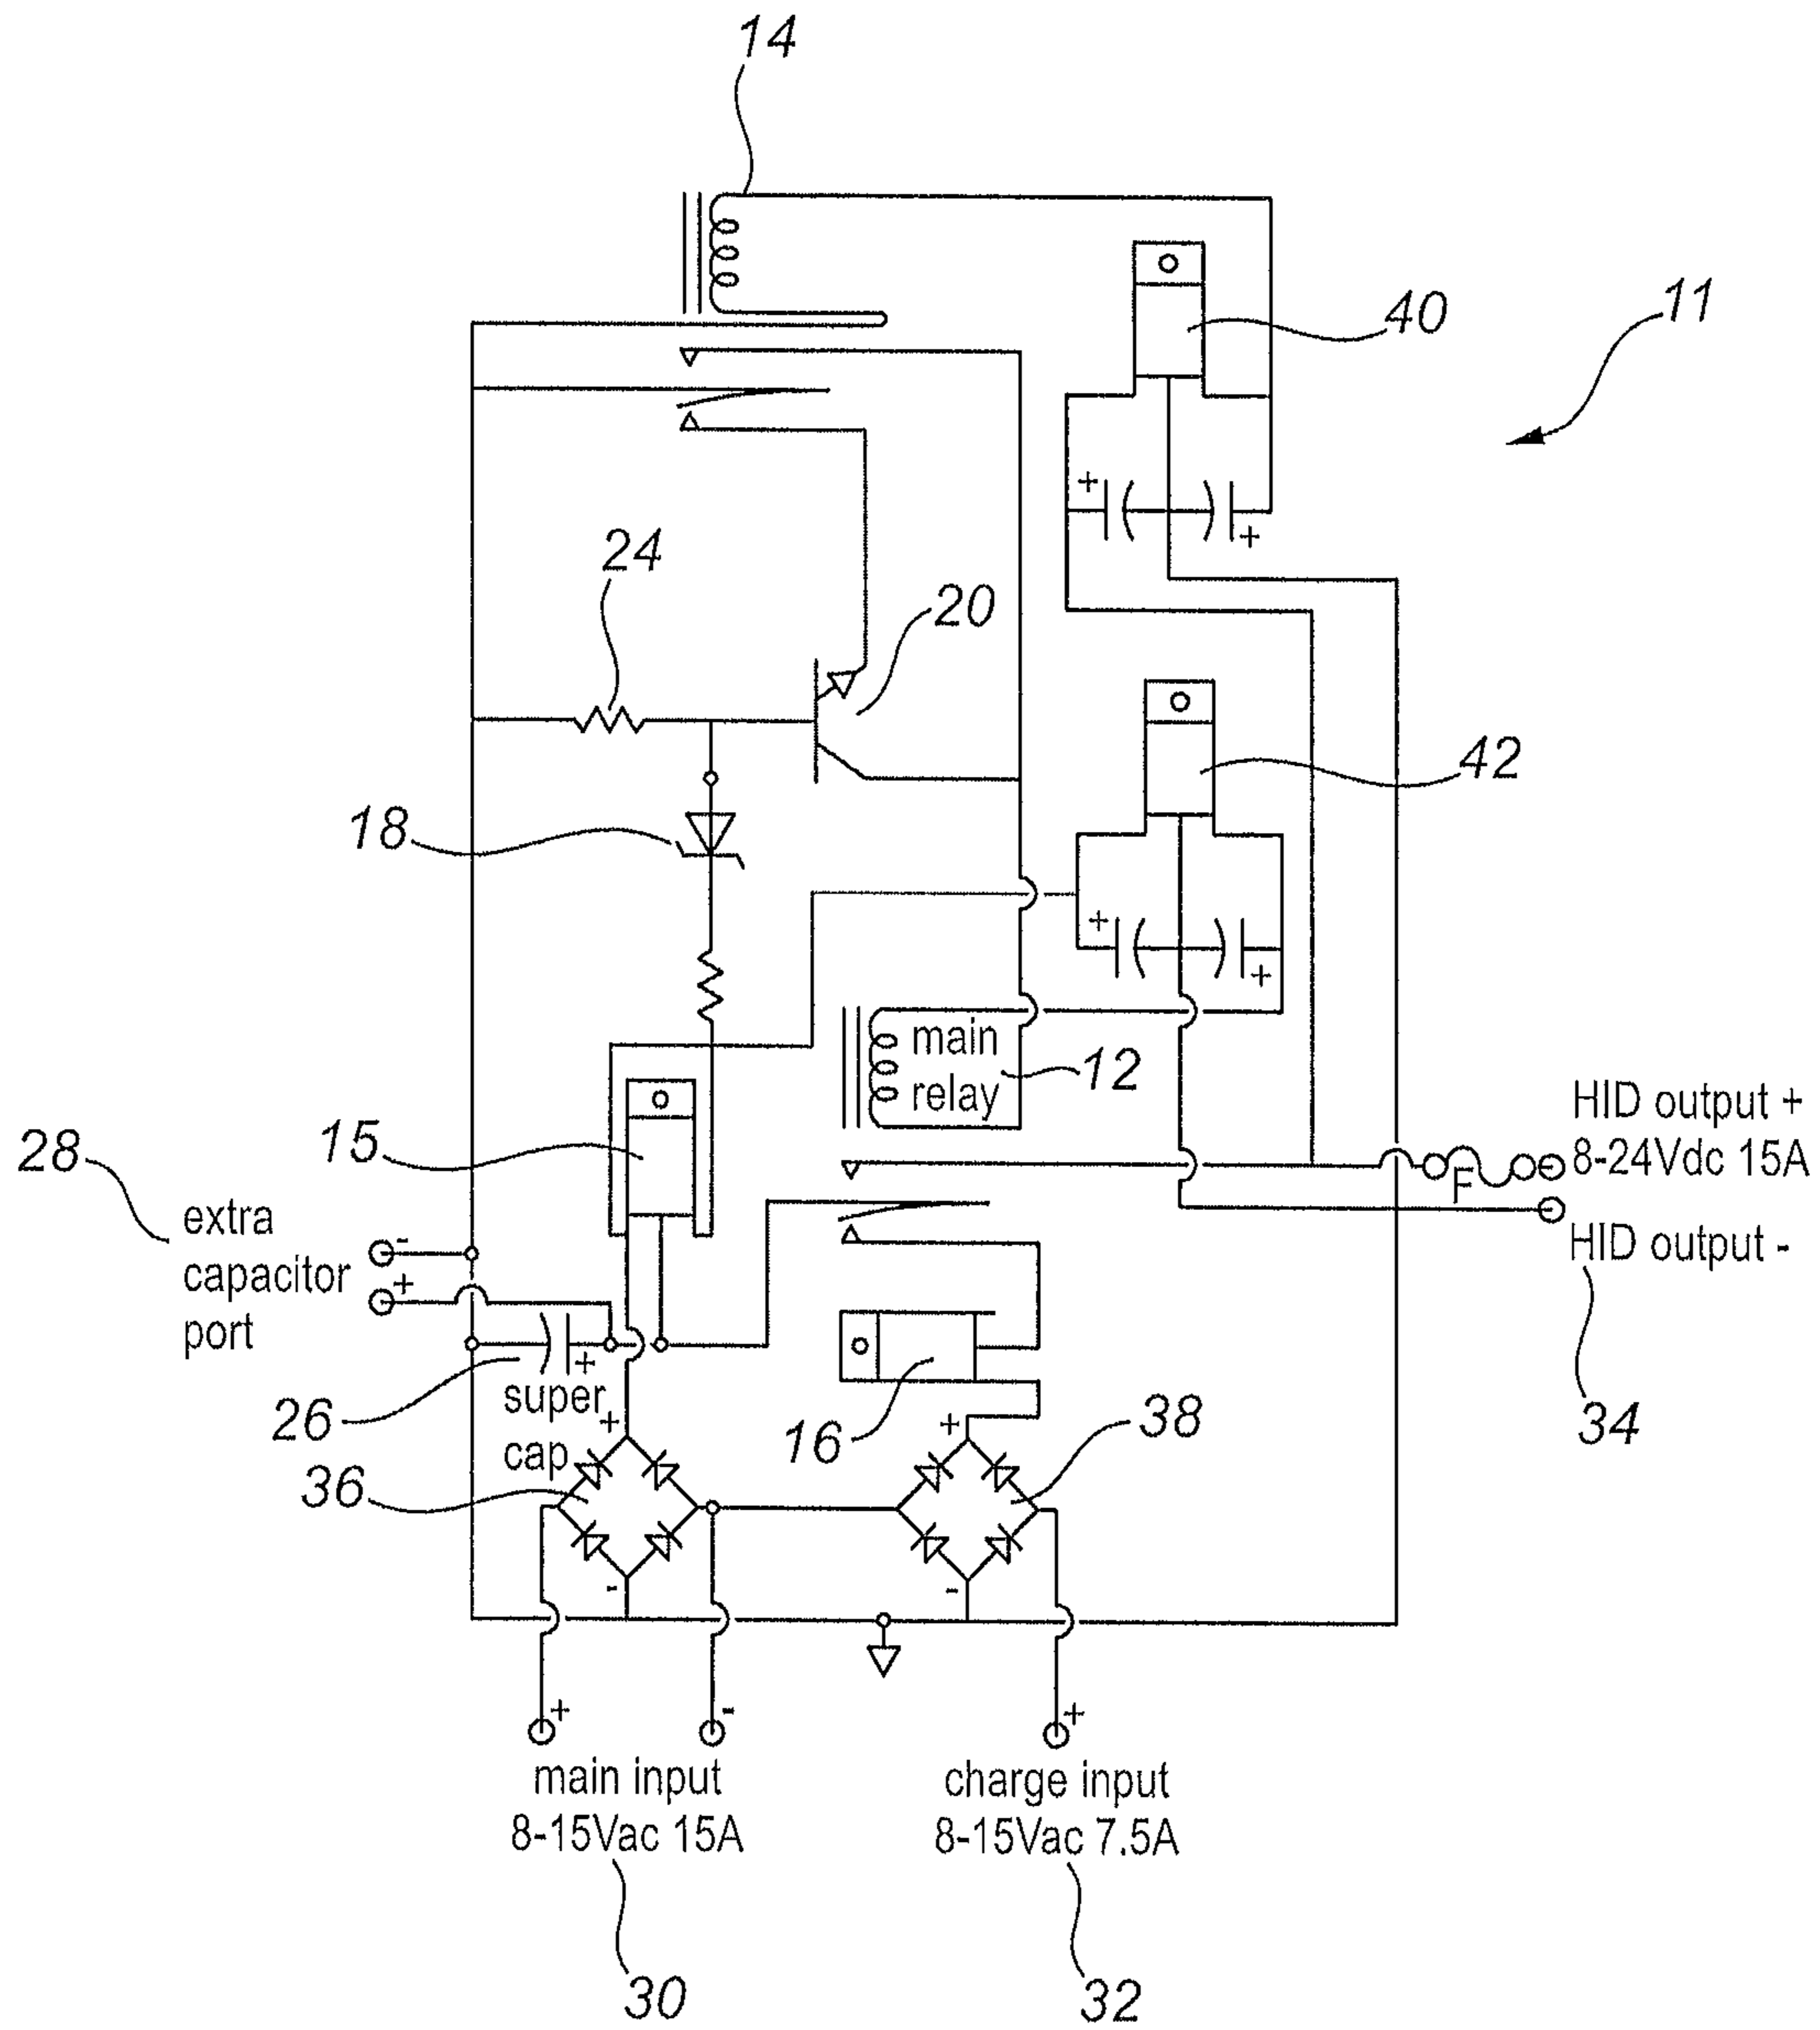 14
40
11
+
+
24
20
42
18
+
+
main
relay
12
HID output +
8-24Vdc 15A
F
HID output -
34
15
28
extra
capacitor
port
-
+
+
super
cap
26
+
16
+
38
36
-
-
+
-
+
main input
8-15Vac 15A
charge input
8-15Vac 7.5A
30
32